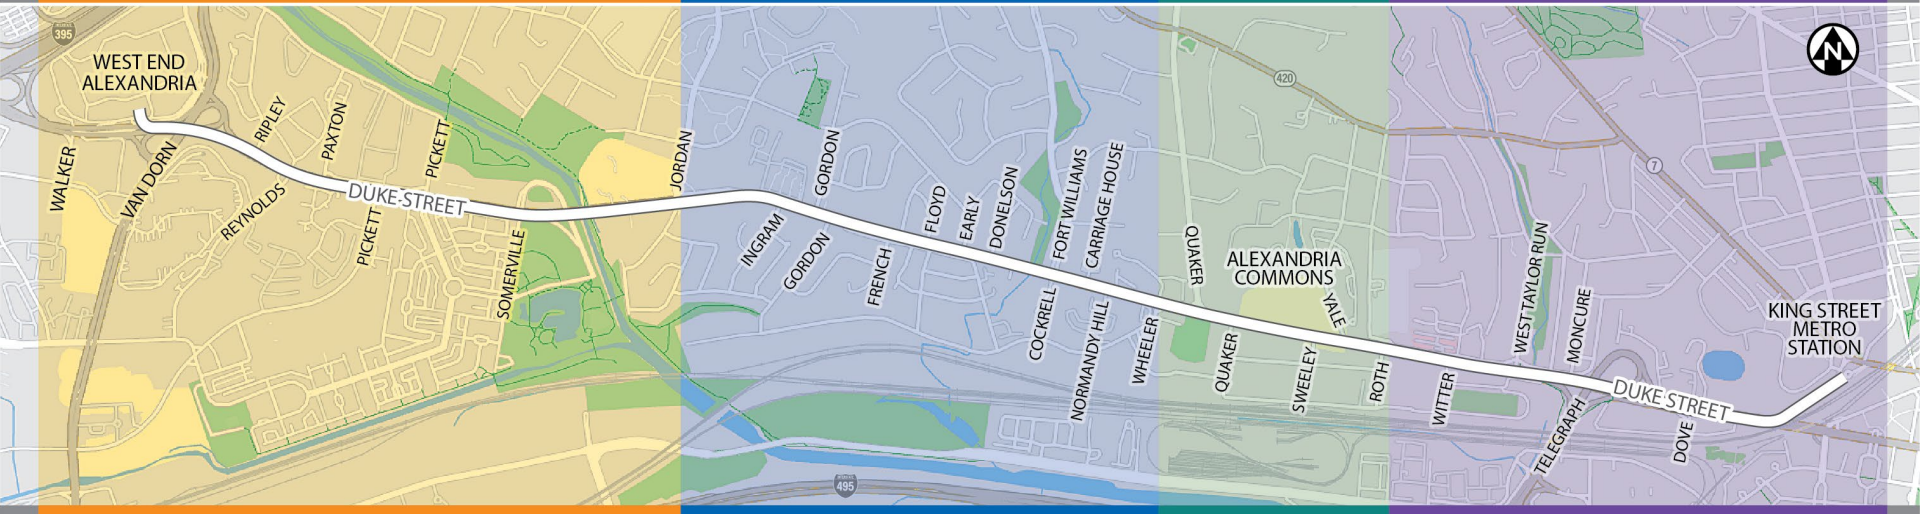 395
WEST END
ALEXANDRIA
WALKER
VAN DORN
RIPLEY
REYNOLDS
PAXTON
PICKETT
DUKE-STREET
PICKETT
SOMERVILLE
JORDAN
INGRAM
GORDON
GORDON
FRENCH
FLOYD
EARLY
DONELSON
FORT WILLIAMS
CARRIAGE HOUSE
COCKRELL
NORMANDY HILL
WHEELER
495
QUAKER
QUAKER
420
ALEXANDRIA
COMMONS
YALE
SWEELEY
ROTH
WITTER
WEST TAYLOR RUN
MONCURE
TELEGRAPH
7
DUKE STREET
DOVE
KING STREET
METRO
STATION
N